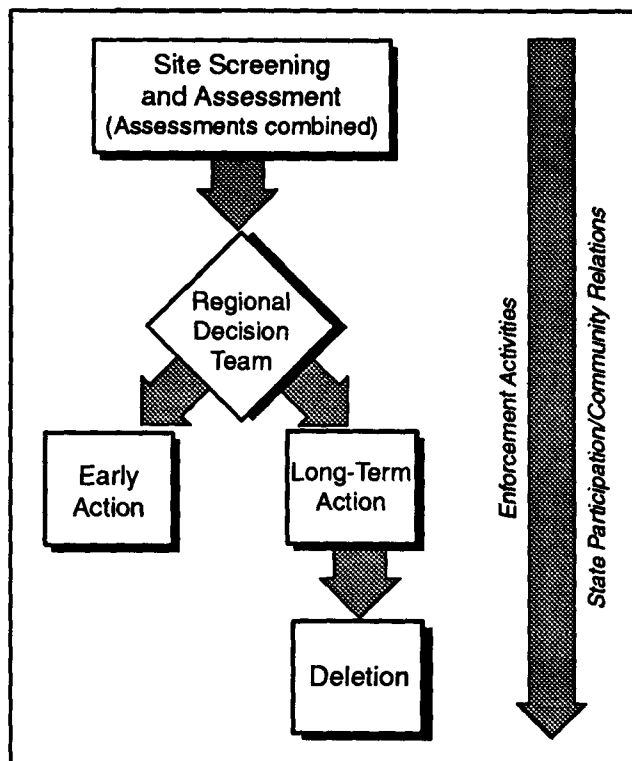 Site Screening
and Assessment
(Assessments combined)
Regional
Decision
Team
Early
Action
Long-Term
Action
Deletion
Enforcement Activities
State Participation/Community Relations